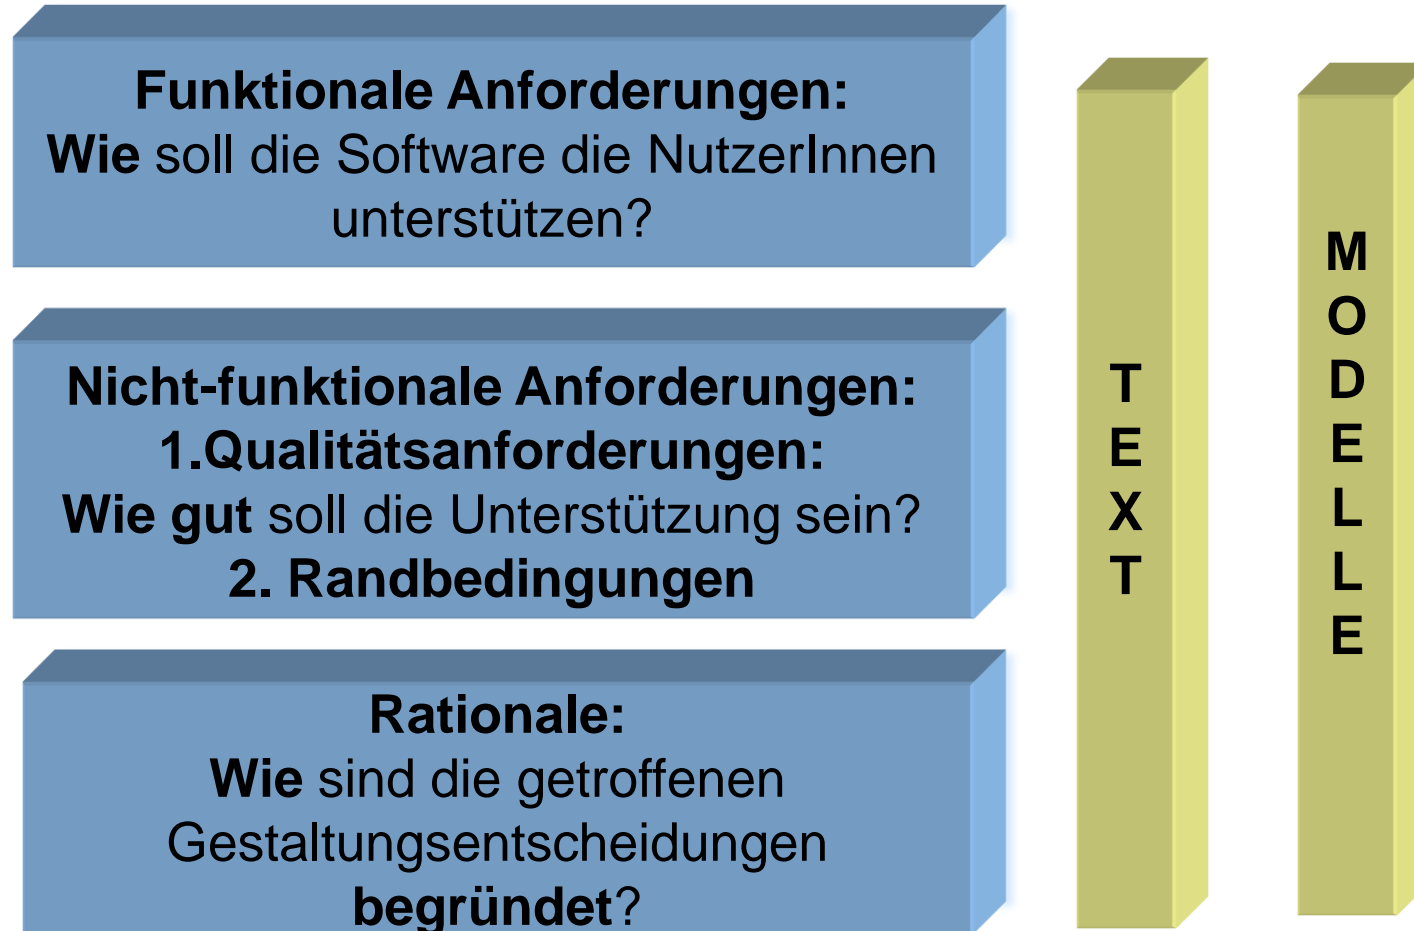 Funktionale Anforderungen:
Wie soll die Software die NutzerInnen
unterstützen?
Nicht-funktionale Anforderungen:
1.Qualitätsanforderungen:
Wie gut soll die Unterstützung sein?
2. Randbedingungen
Rationale:
Wie sind die getroffenen
Gestaltungsentscheidungen
begründet?
T
E
X
T
M
O
D
E
L
L
E